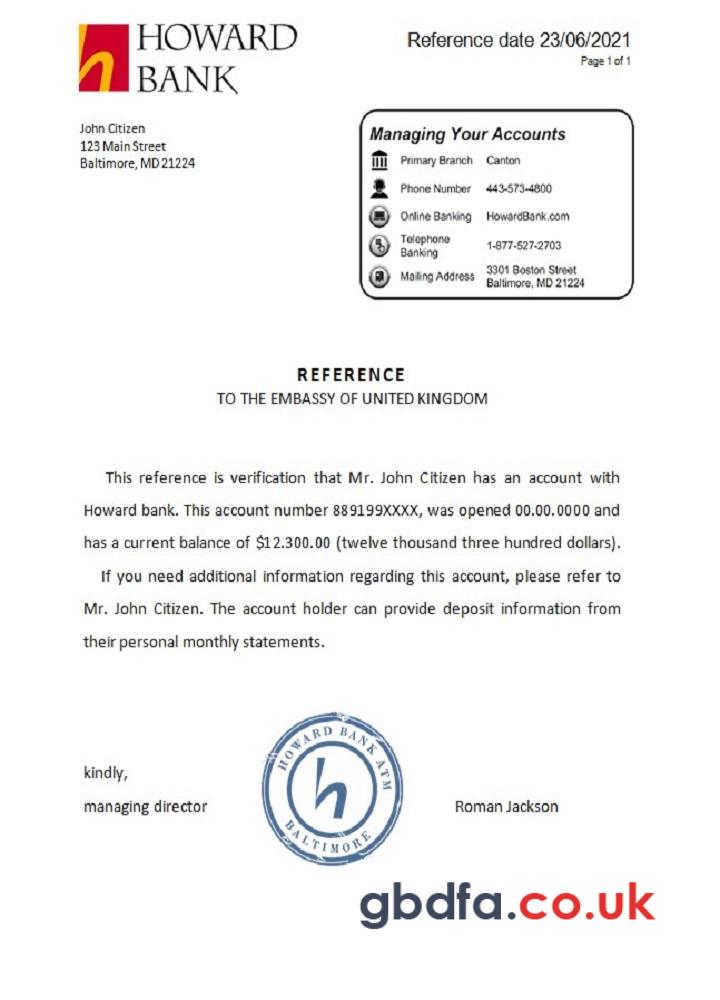 HOWARD
BANK
Reference date 23/06/2021
Page 1 of 1
John Citizen
123 Main Street
Baltimore, MD 21224
Managing Your Accounts
Primary Branch Canton
Phone Number 443-573-4800
Online Banking HowardBank.com
Telephone
Banking 1-877-527-2703
Mailing Address 3301 Boston Street
Baltimore, MD 21224
REFERENCE
TO THE EMBASSY OF UNITED KINGDOM
This reference is verification that Mr. John Citizen has an account with
Howard bank. This account number 889199XXXX, was opened 00.00.0000 and
has a current balance of $12.300.00 (twelve thousand three hundred dollars).
If you need additional information regarding this account, please refer to
Mr. John Citizen. The account holder can provide deposit information from
their personal monthly statements.
HOWARD BANK ATM
BALTIMORE
kindly,
managing director
Roman Jackson
gbdfa.co.uk